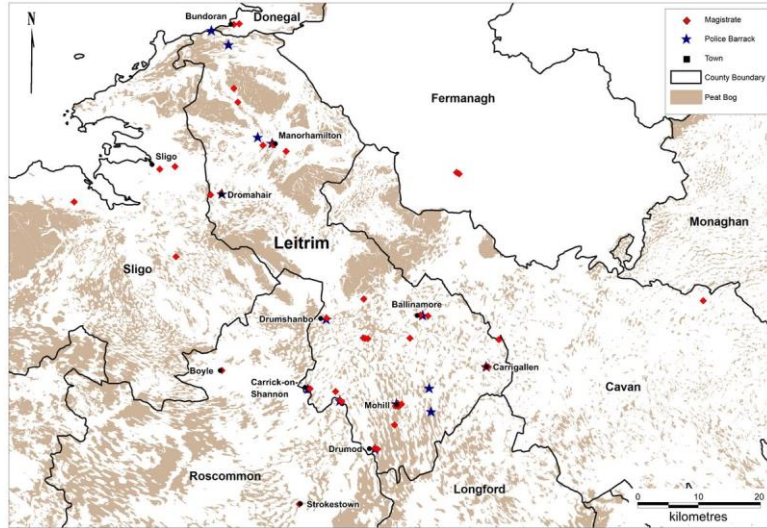 Donegal
Bundoran
N
Magistrate
Police Barrack
Town
County Boundary
Peat Bog
Fermanagh
Manorhamilton
Sligo
Dromahair
Monaghan
Leitrim
Sligo
Ballinamore
Drumshanbo
Boyle
Carrigallen
Carrick-on-
Shannon
Cavan
Mohill
Drumod
Roscommon
Longford
Strokestown
0 5 10 20
kilometres